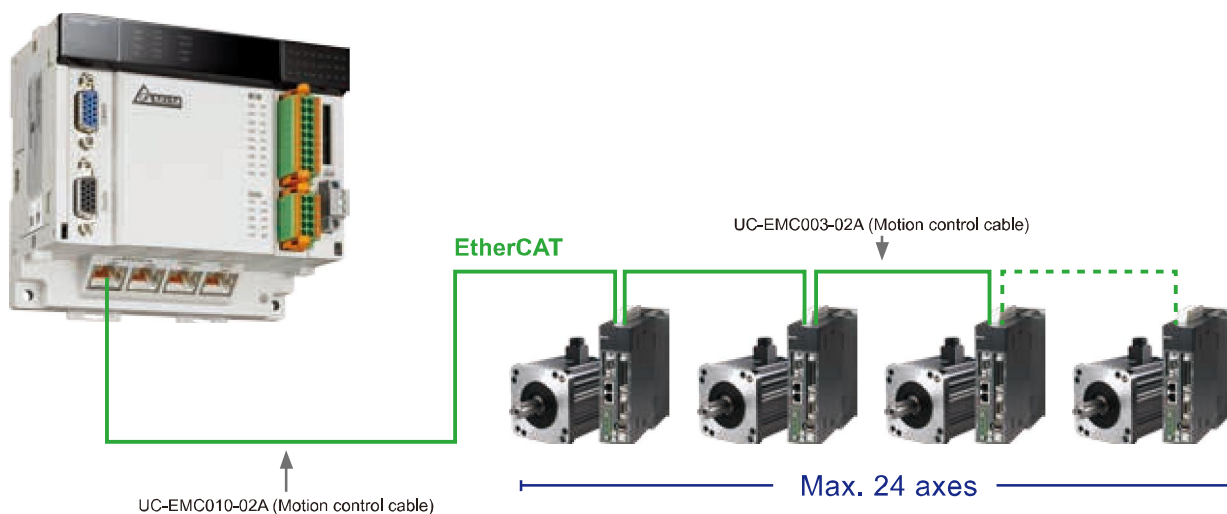 EtherCAT
UC-EMC003-02A (Motion control cable)
UC-EMC010-02A (Motion control cable)
Max. 24 axes